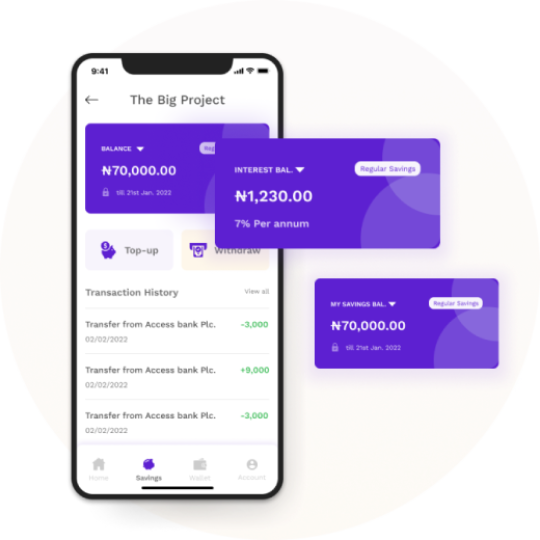 9:41
The Big Project
BALANCE
₦70,000.00
till 21st Jan. 2022
INTEREST BAL.
Regular Savings
₦1,230.00
7% Per annum
Top-up
Withdraw
MY SAVINGS BAL.
Regular Savings
₦70,000.00
till 21st Jan. 2022
Transaction History
View all
Transfer from Access bank Plc.
-3,000
02/02/2022
Transfer from Access bank Plc.
+9,000
02/02/2022
Transfer from Access bank Plc.
-3,000
02/02/2022
Home
Savings
Wallet
Account